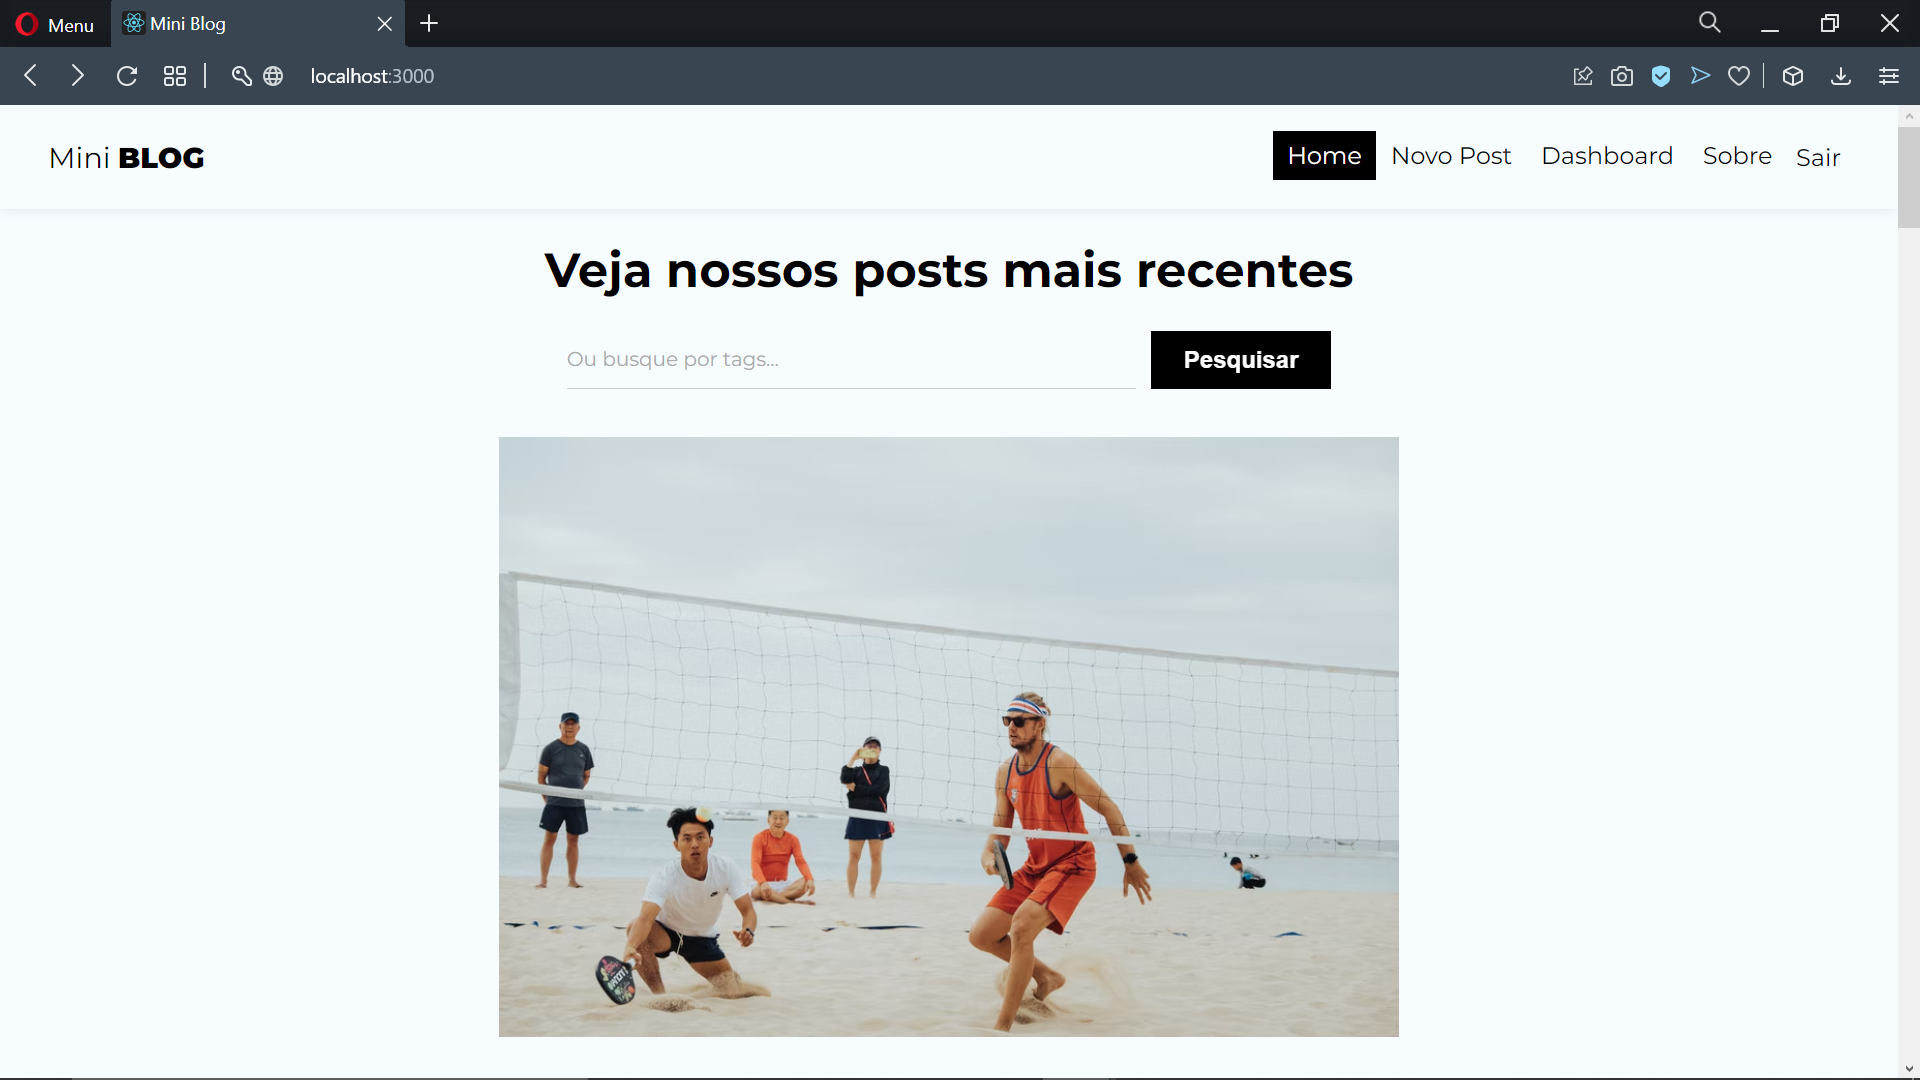 Menu
Mini Blog
localhost:3000
Mini BLOG
Home
Novo Post
Dashboard
Sobre
Sair
Veja nossos posts mais recentes
Ou busque por tags...
Pesquisar